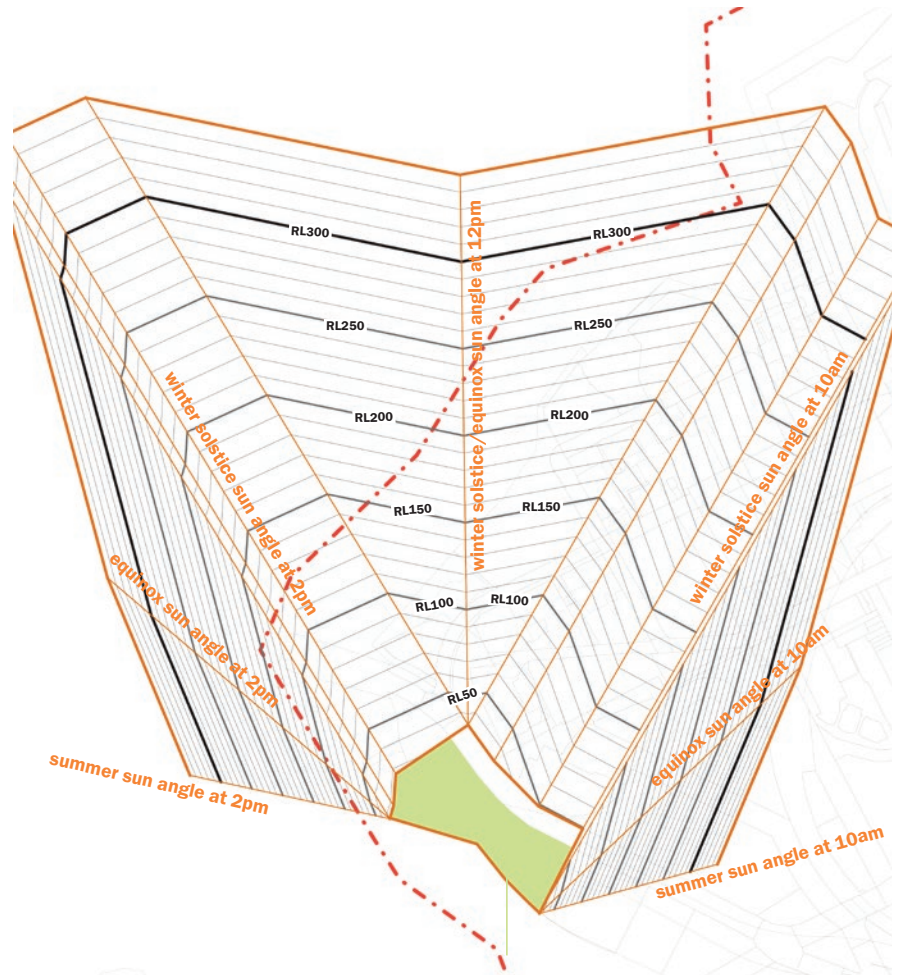 RL300
RL300
winter solstice/equinox sun angle at 12pm
RL250
RL250
winter solstice sun angle at 10am
winter solstice sun angle at 2pm
RL200
RL200
RL150
RL150
equinox sun angle at 2pm
RL100
RL100
equinox sun angle at 10am
RL50
summer sun angle at 2pm
summer sun angle at 10am